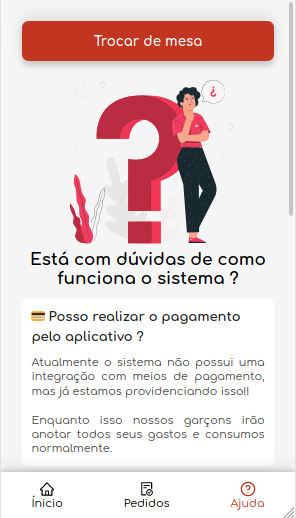 Trocar de mesa
¿
Está com dúvidas de como
funciona o sistema ?
💳 Posso realizar o pagamento
pelo aplicativo ?
Atualmente o sistema não possui uma
integração com meios de pagamento,
mas já estamos providenciando isso!!
Enquanto isso nossos garçons irão
anotar todos seus gastos e consumos
normalmente.
Ínicio
Pedidos
Ajuda